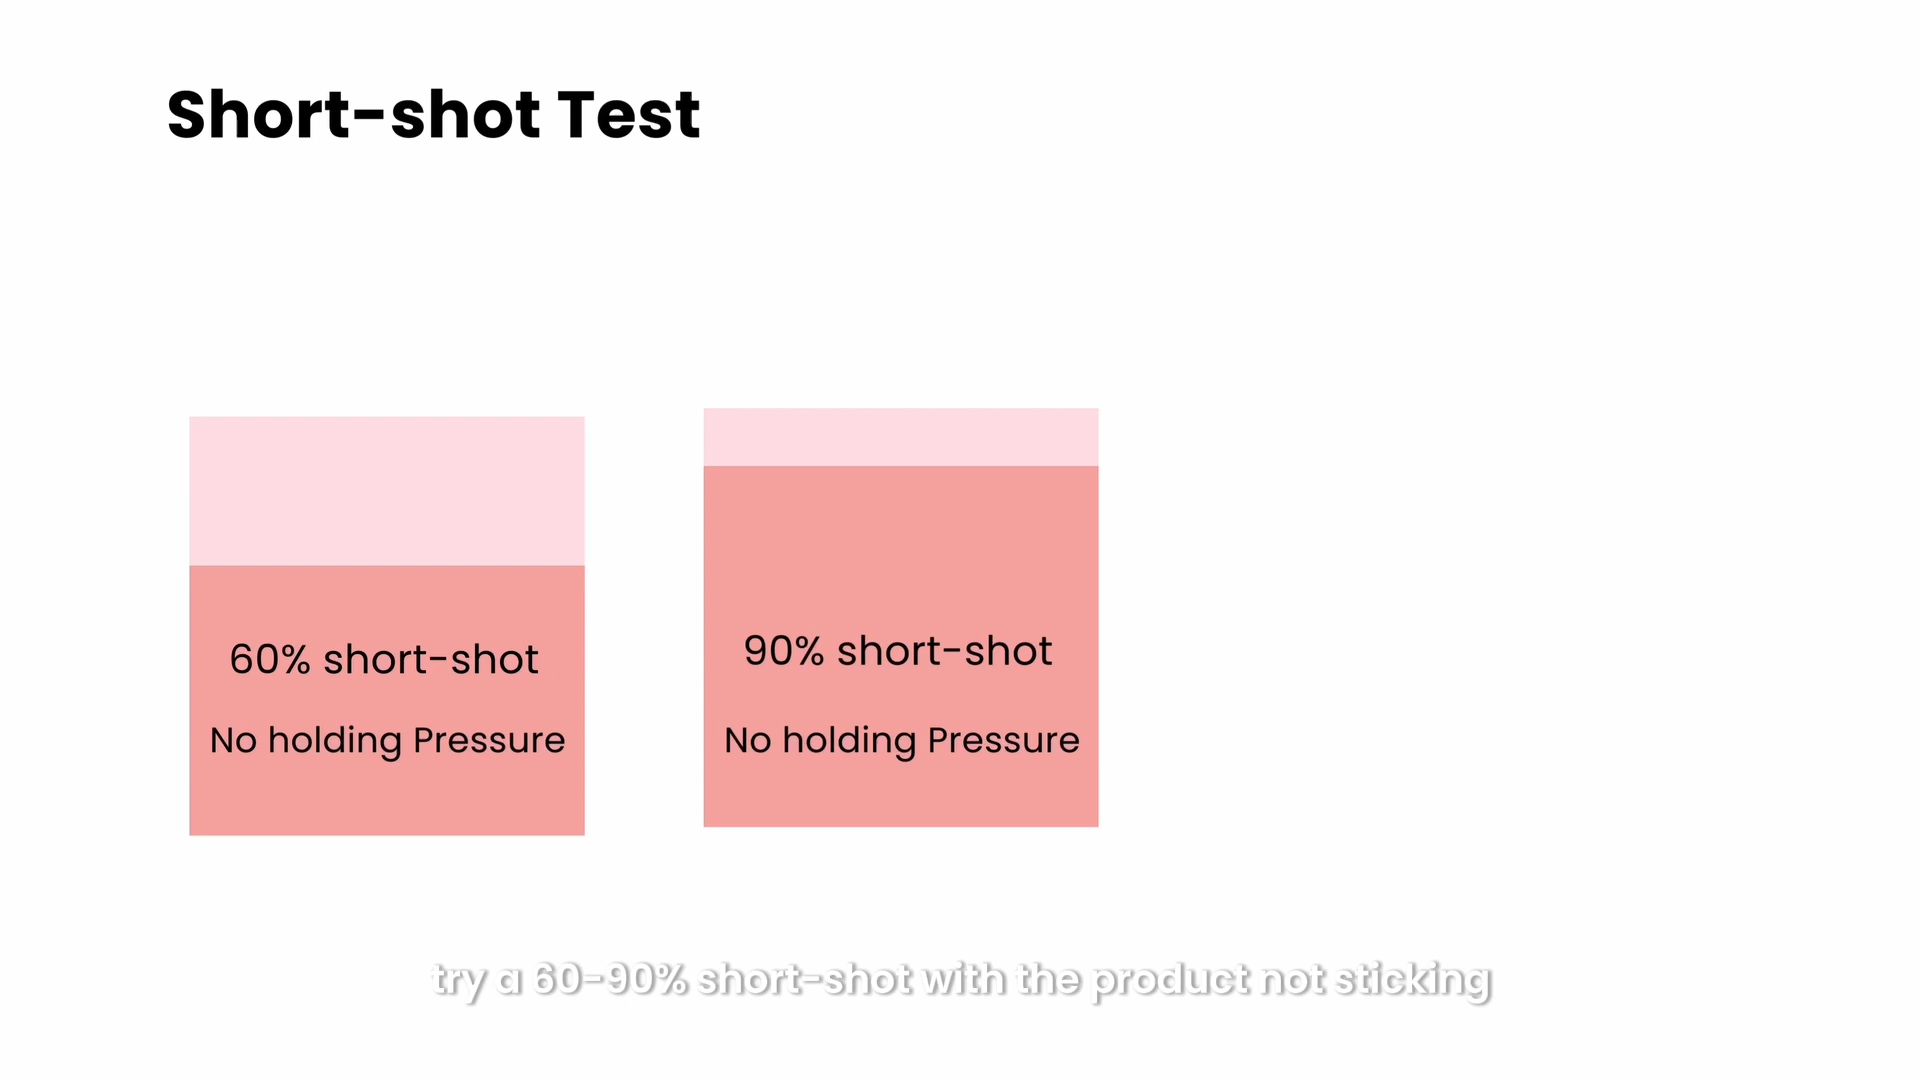 Short-shot Test
60% short-shot
No holding Pressure
90% short-shot
No holding Pressure
try a 60-90% short-shot with the product not sticking